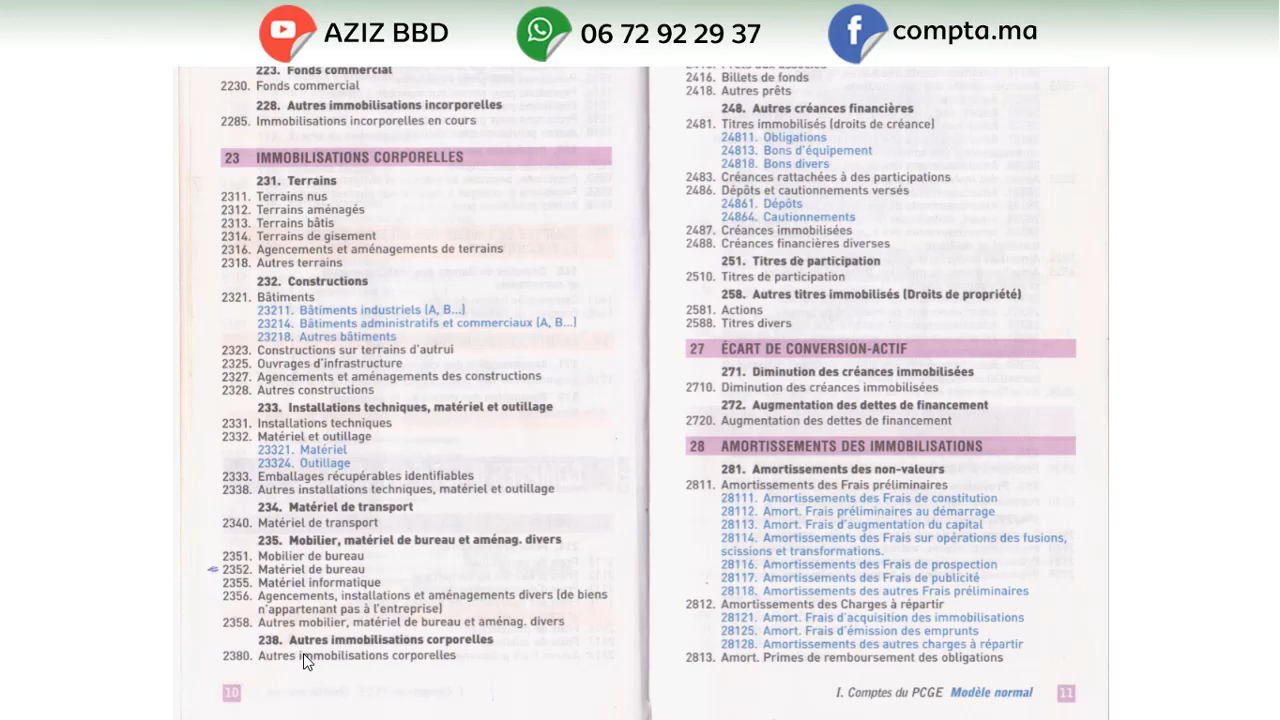 AZIZ BBD
06 72 92 29 37
compta.ma
223. Fonds commercial
2230. Fonds commercial
228. Autres immobilisations incorporelles
2285. Immobilisations incorporelles en cours
23 IMMOBILISATIONS CORPORELLES
231. Terrains
2311. Terrains nus
2312. Terrains aménagés
2313. Terrains bâtis
2314. Terrains de gisement
2316. Agencements et aménagements de terrains
2318. Autres terrains
232. Constructions
2321. Bâtiments
23211. Bâtiments industriels (A, B...)
23214. Bâtiments administratifs et commerciaux (A, B...)
23218. Autres bâtiments
2323. Constructions sur terrains d'autrui
2325. Ouvrages d'infrastructure
2327. Agencements et aménagements des constructions
2328. Autres constructions
233. Installations techniques, matériel et outillage
2331. Installations techniques
2332. Matériel et outillage
23321. Matériel
23324. Outillage
2333. Emballages récupérables identifiables
2338. Autres installations techniques, matériel et outillage
234. Matériel de transport
2340. Matériel de transport
235. Mobilier, matériel de bureau et aménag. divers
2351. Mobilier de bureau
2352. Matériel de bureau
2355. Matériel informatique
2356. Agencements, installations et aménagements divers (de biens
n'appartenant pas à l'entreprise)
2358. Autres mobilier, matériel de bureau et aménag. divers
238. Autres immobilisations corporelles
2380. Autres immobilisations corporelles
10
2416. Billets de fonds
2418. Autres prêts
248. Autres créances financières
2481. Titres immobilisés (droits de créance)
24811. Obligations
24813. Bons d'équipement
24818. Bons divers
2483. Créances rattachées à des participations
2486. Dépôts et cautionnements versés
24861. Dépôts
24864. Cautionnements
2487. Créances immobilisées
2488. Créances financières diverses
251. Titres de participation
2510. Titres de participation
258. Autres titres immobilisés (Droits de propriété)
2581. Actions
2588. Titres divers
27 ÉCART DE CONVERSION-ACTIF
271. Diminution des créances immobilisées
2710. Diminution des créances immobilisées
272. Augmentation des dettes de financement
2720. Augmentation des dettes de financement
28 AMORTISSEMENTS DES IMMOBILISATIONS
281. Amortissements des non-valeurs
2811. Amortissements des Frais préliminaires
28111. Amortissements des Frais de constitution
28112. Amort. Frais préliminaires au démarrage
28113. Amort. Frais d'augmentation du capital
28114. Amortissements des Frais sur opérations des fusions,
scissions et transformations.
28116. Amortissements des Frais de prospection
28117. Amortissements des Frais de publicité
28118. Amortissements des autres Frais préliminaires
2812. Amortissements des Charges à répartir
28121. Amort. Frais d'acquisition des immobilisations
28125. Amort. Frais d'émission des emprunts
28128. Amortissements des autres charges à répartir
2813. Amort. Primes de remboursement des obligations
I. Comptes du PCGE Modèle normal 11